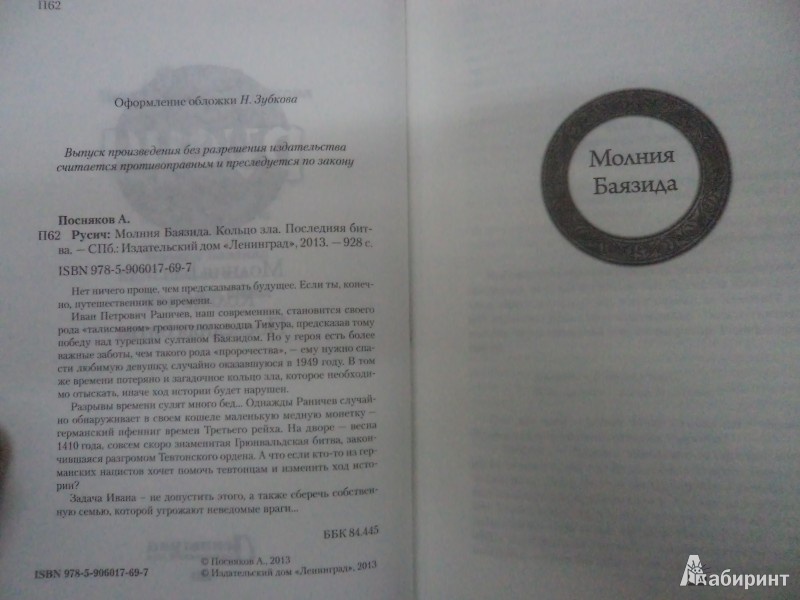 П62
Оформление обложки Н. Зубкова
Выпуск произведения без разрешения издательства
считается противоправным и преследуется по закону
Посняков А.
П62 Русич: Молния Баязида. Кольцо зла. Последняя бит-
ва. — СПб.: Издательский дом «Ленинград», 2013. — 928 с.
ISBN 978-5-906017-69-7
Нет ничего проще, чем предсказывать будущее. Если ты, конеч-
но, путешественник во времени.
Иван Петрович Раничев, наш современник, становится своего
рода «талисманом» грозного полководца Тимура, предсказав тому
победу над турецким султаном Баязидом. Но у героя есть более
важные заботы, чем такого рода «пророчества», — ему нужно спа-
сти любимую девушку, случайно оказавшуюся в 1949 году. В том
же времени потеряно и загадочное кольцо зла, которое необходи-
мо отыскать, иначе ход истории будет нарушен.
Разрывы времени сулят много бед... Однажды Раничев случай-
но обнаруживает в своем кошеле маленькую медную монетку —
германский пфенниг времен Третьего рейха. На дворе — весна
1410 года, совсем скоро знаменитая Грюнвальдская битва, закон-
чившаяся разгромом Тевтонского ордена. А что если кто-то из гер-
манских нацистов хочет помочь тевтонцам и изменить ход исто-
рии?
Задача Ивана – не допустить этого, а также сберечь собствен-
ную семью, которой угрожают неведомые враги...
ББК 84.445
© Посняков А., 2013
ISBN 978-5-906017-69-7 © Издательский дом «Ленинград», 2013
Молния
Баязида
Лабиринт